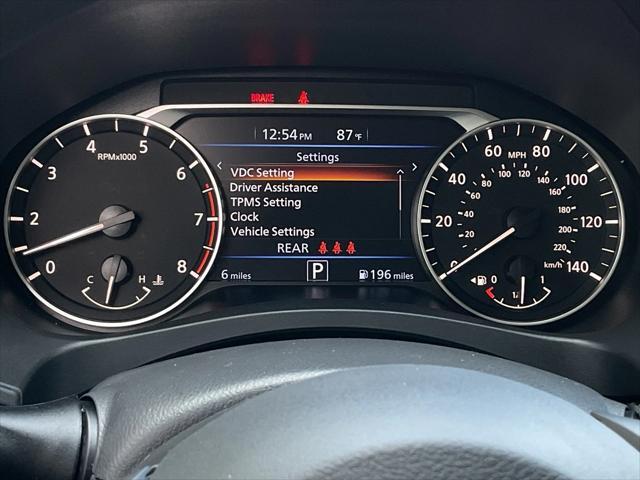 BRAKE
12:54 PM 87 °F
Settings
VDC Setting
Driver Assistance
TPMS Setting
Clock
Vehicle Settings
REAR
6 miles P 196 miles
RPMx1000
0 1 2 3 4 5 6 7 8
C H
MPH
0 20 40 60 80 100 120 140
20 40 60 80 100 120 140 160 180 200 220
km/h
0 1